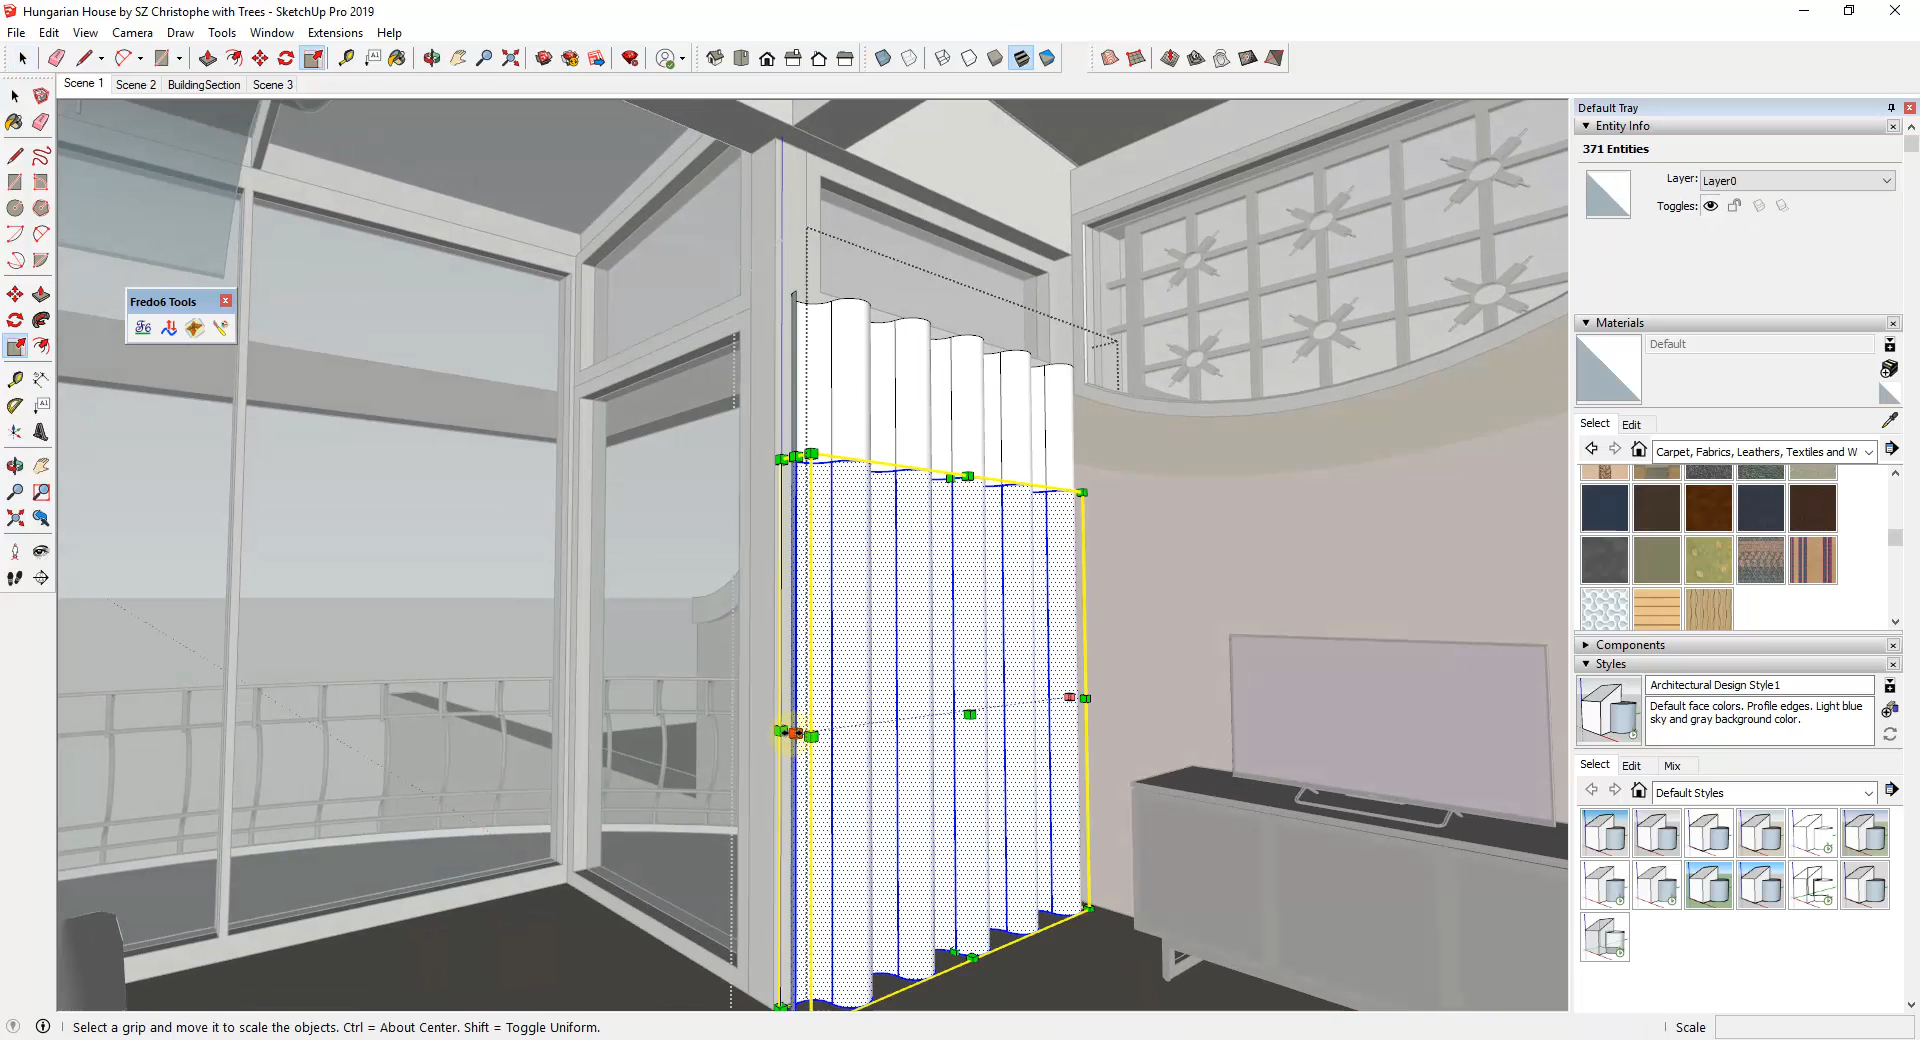 Hungarian House by SZ Christophe with Trees - SketchUp Pro 2019
File Edit View Camera Draw Tools Window Extensions Help
Scene 1 Scene 2 BuildingSection Scene 3
Default Tray
Entity Info
371 Entities
Layer: Layer0
Toggles:
Fredo6 Tools
Materials
Default
Select Edit
Carpet, Fabrics, Leathers, Textiles and W
Components
Styles
Architectural Design Style1
Default face colors. Profile edges. Light blue
sky and gray background color.
Select Edit Mix
Default Styles
Select a grip and move it to scale the objects. Ctrl = About Center. Shift = Toggle Uniform.
Scale